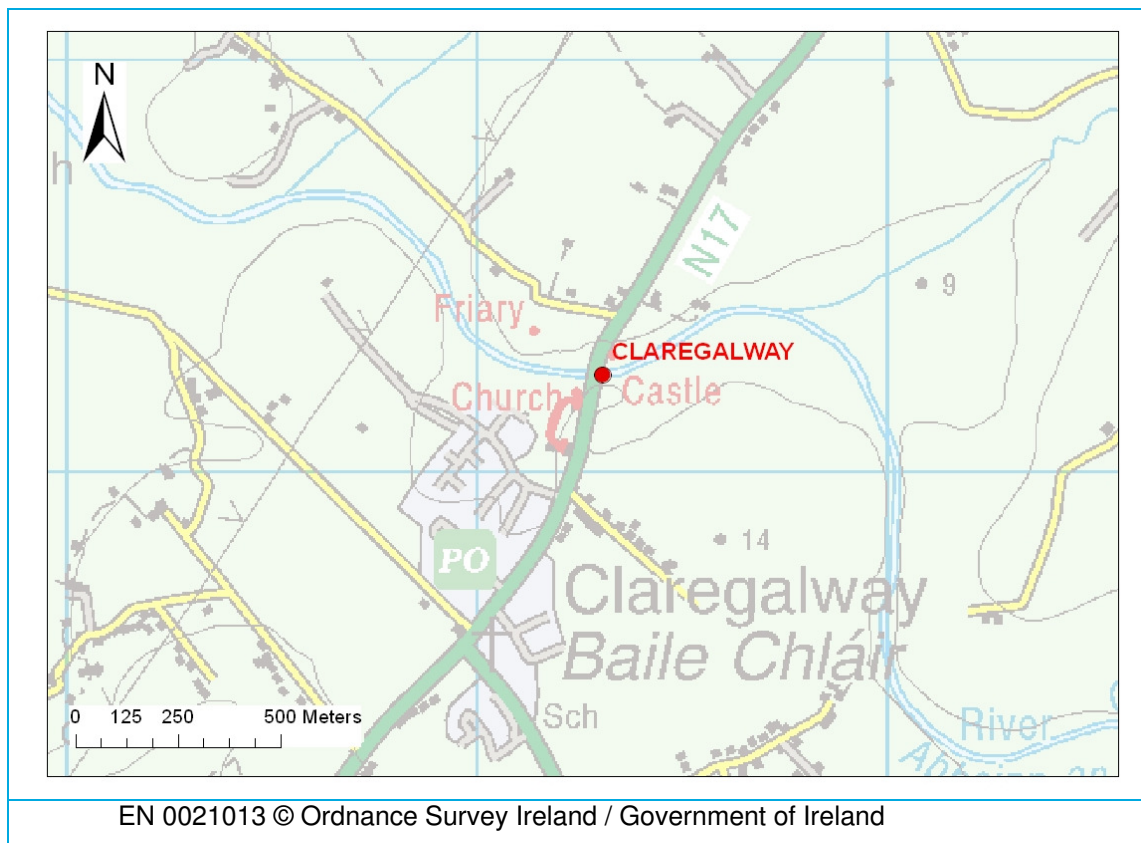 N
h
N17
9
Friary
CLAREGALWAY
Church
Castle
14
PO
Claregalway
Baile Chláir
0 125 250 500 Meters
Sch
River
EN 0021013 © Ordnance Survey Ireland / Government of Ireland